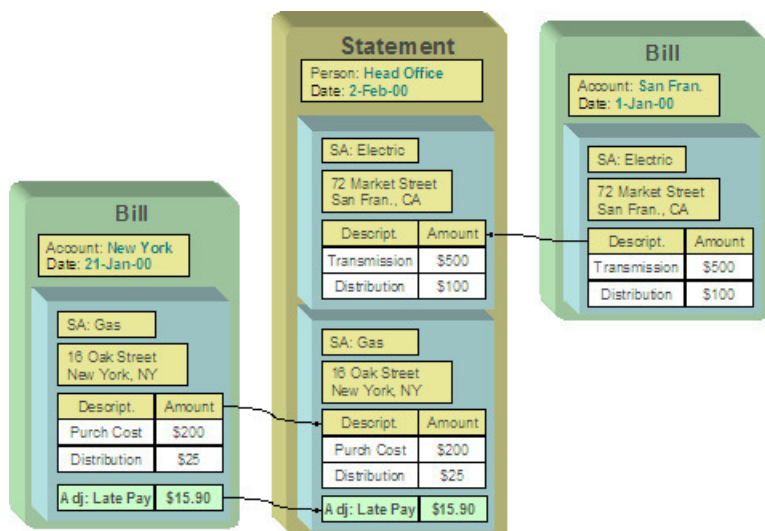 Bill
Account: New York
Date: 21-Jan-00
SA: Gas
16 Oak Street
New York, NY
Descript. Amount
Purch Cost $200
Distribution $25
Adj: Late Pay $15.90
Statement
Person: Head Office
Date: 2-Feb-00
SA: Electric
72 Market Street
San Fran., CA
Descript. Amount
Transmission $500
Distribution $100
SA: Gas
16 Oak Street
New York, NY
Descript. Amount
Purch Cost $200
Distribution $25
Adj: Late Pay $15.90
Bill
Account: San Fran.
Date: 1-Jan-00
SA: Electric
72 Market Street
San Fran., CA
Descript. Amount
Transmission $500
Distribution $100